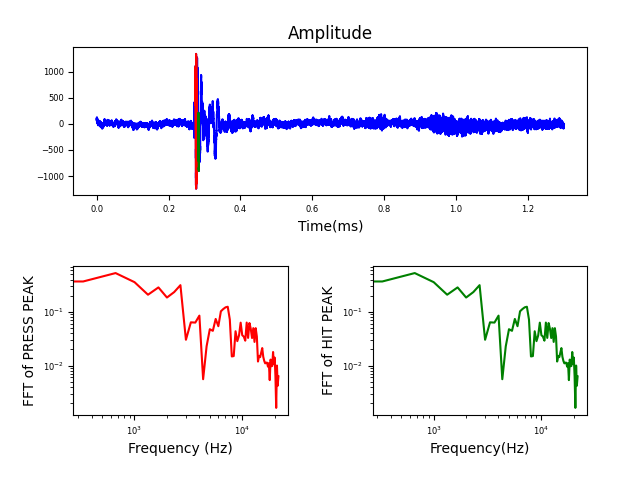 Amplitude
1000
500
0
−500
−1000
0.0 0.2 0.4 0.6 0.8 1.0 1.2
Time(ms)
FFT of PRESS PEAK
10⁻¹
10⁻²
10³ 10⁴
Frequency (Hz)
FFT of HIT PEAK
10⁻¹
10⁻²
10³ 10⁴
Frequency(Hz)